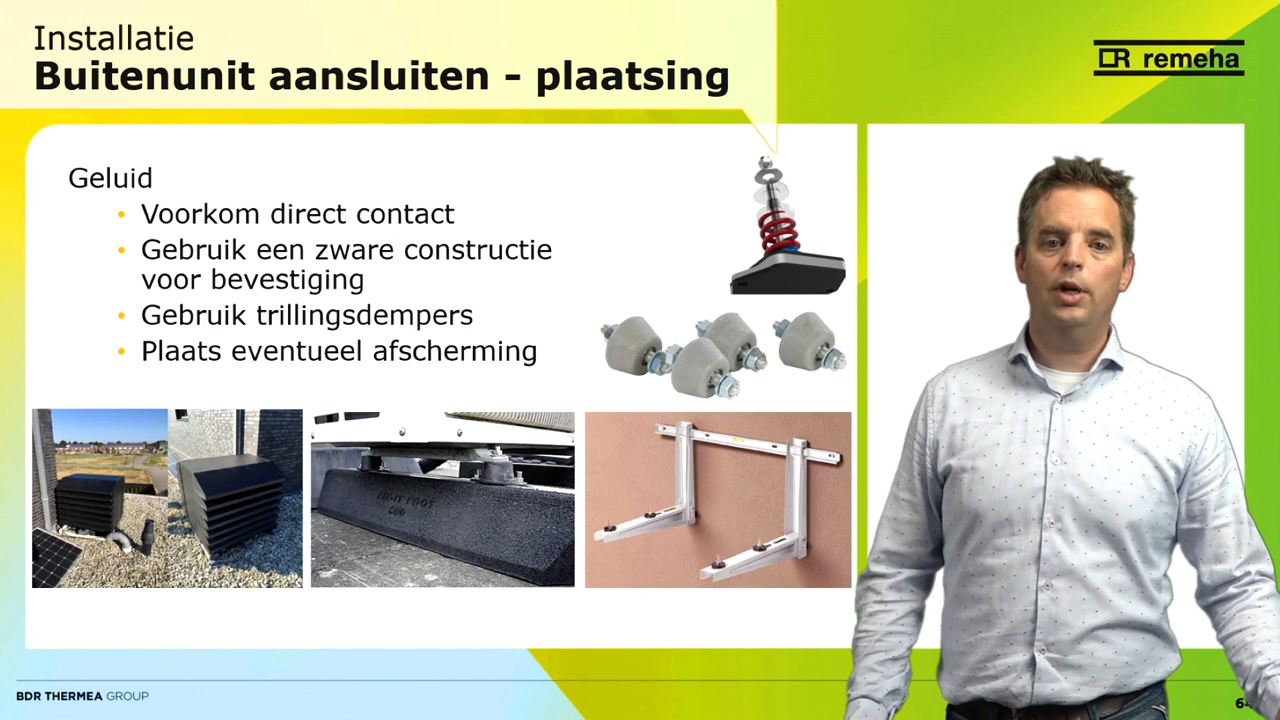 Installatie
Buitenunit aansluiten - plaatsing
remeha
Geluid
• Voorkom direct contact
• Gebruik een zware constructie
voor bevestiging
• Gebruik trillingsdempers
• Plaats eventueel afscherming
600
BDR THERMEA GROUP